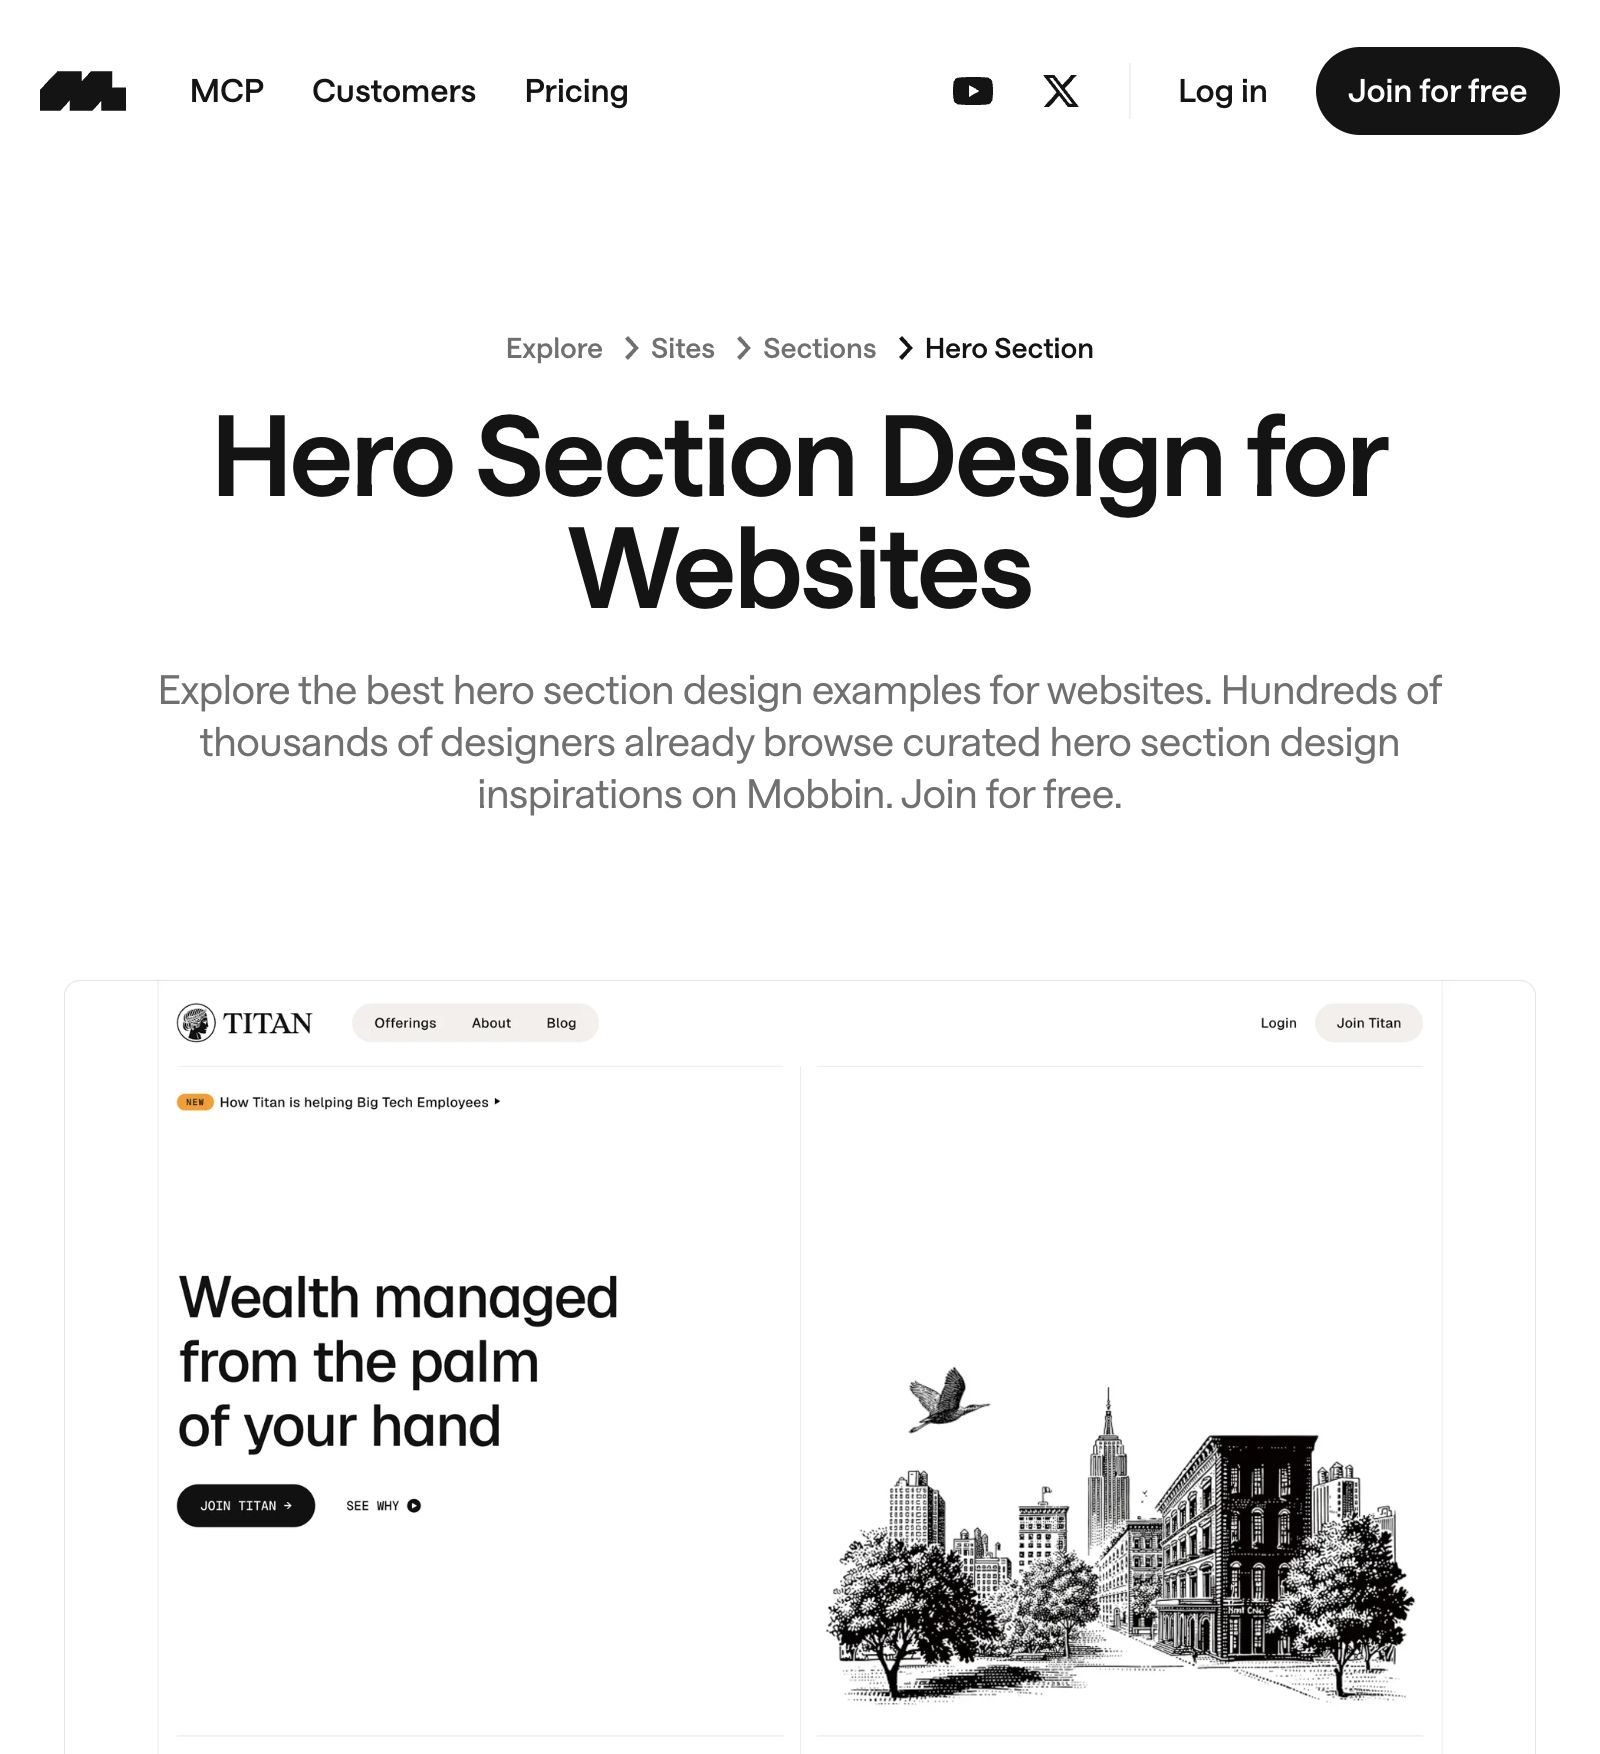 MCP Customers Pricing Log in Join for free
Explore Sites Sections Hero Section
Hero Section Design for
Websites
Explore the best hero section design examples for websites. Hundreds of
thousands of designers already browse curated hero section design
inspirations on Mobbin. Join for free.
TITAN Offerings About Blog Login Join Titan
NEW How Titan is helping Big Tech Employees
Wealth managed
from the palm
of your hand
JOIN TITAN → SEE WHY